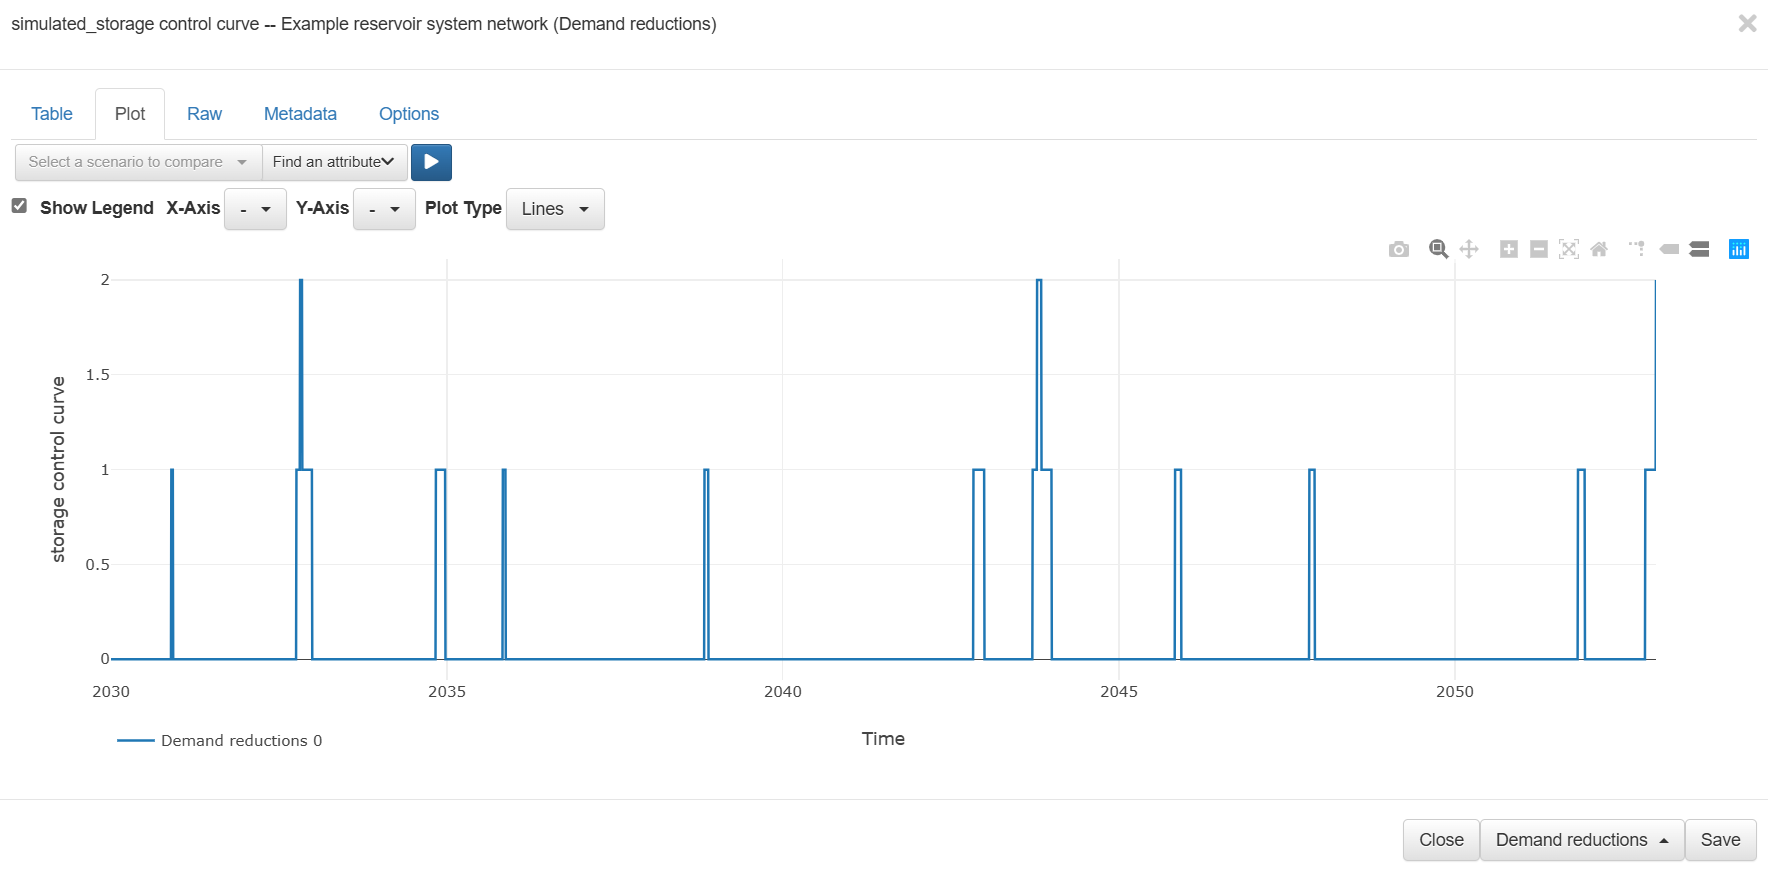 simulated_storage control curve -- Example reservoir system network (Demand reductions)
Table Plot Raw Metadata Options
Select a scenario to compare Find an attribute
Show Legend X-Axis - Y-Axis - Plot Type Lines
2
1.5
1
0.5
0
storage control curve
2030 2035 2040 2045 2050
Time
Demand reductions 0
Close Demand reductions Save